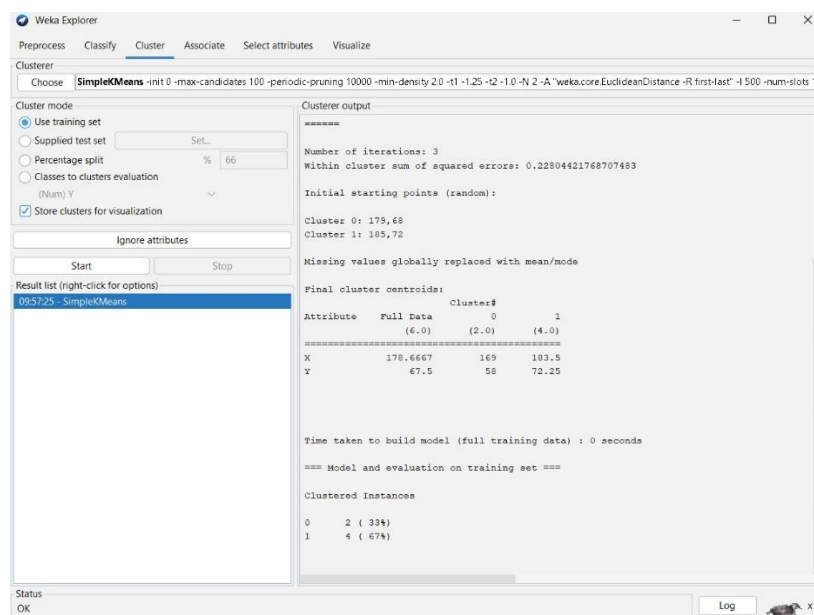 Weka Explorer
Preprocess Classify Cluster Associate Select attributes Visualize
Clusterer
Choose SimpleKMeans -init 0 -max-candidates 100 -periodic-pruning 10000 -min-density 2.0 -t1 -1.25 -t2 -1.0 -N 2 -A "weka.core.EuclideanDistance -R first-last" -I 500 -num-slots 1
Cluster mode
Use training set
Supplied test set Set...
Percentage split % 66
Classes to clusters evaluation
(Num) Y
Store clusters for visualization
Ignore attributes
Start Stop
Result list (right-click for options)
09:57:25 - SimpleKMeans
Clusterer output
======
Number of iterations: 3
Within cluster sum of squared errors: 0.22804421768707483
Initial starting points (random):
Cluster 0: 179,68
Cluster 1: 185,72
Missing values globally replaced with mean/mode
Final cluster centroids:
Cluster#
Attribute Full Data 0 1
(6.0) (2.0) (4.0)
============================================
X 178.6667 169 183.5
Y 67.5 58 72.25
Time taken to build model (full training data) : 0 seconds
=== Model and evaluation on training set ===
Clustered Instances
0 2 ( 33%)
1 4 ( 67%)
Status
OK
Log
x